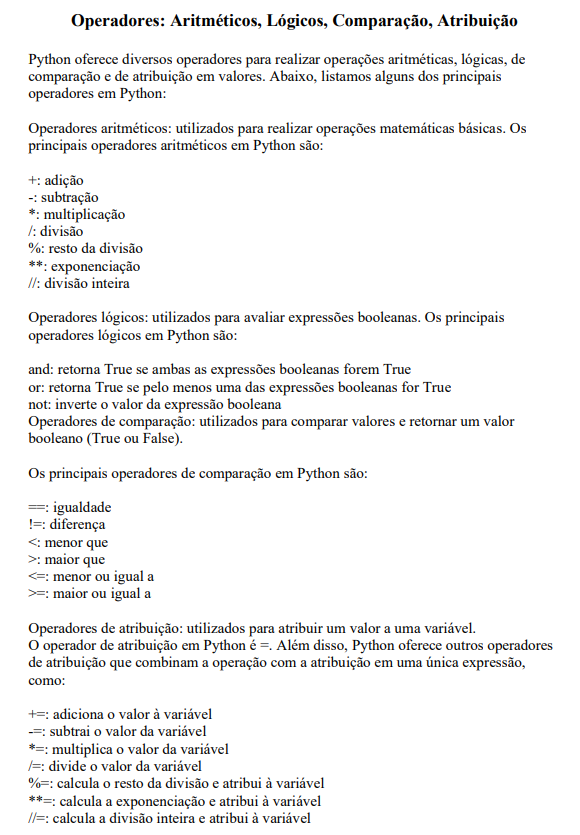 Operadores: Aritméticos, Lógicos, Comparação, Atribuição
Python oferece diversos operadores para realizar operações aritméticas, lógicas, de
comparação e de atribuição em valores. Abaixo, listamos alguns dos principais
operadores em Python:
Operadores aritméticos: utilizados para realizar operações matemáticas básicas. Os
principais operadores aritméticos em Python são:
+: adição
-: subtração
*: multiplicação
/: divisão
%: resto da divisão
**: exponenciação
//: divisão inteira
Operadores lógicos: utilizados para avaliar expressões booleanas. Os principais
operadores lógicos em Python são:
and: retorna True se ambas as expressões booleanas forem True
or: retorna True se pelo menos uma das expressões booleanas for True
not: inverte o valor da expressão booleana
Operadores de comparação: utilizados para comparar valores e retornar um valor
booleano (True ou False).
Os principais operadores de comparação em Python são:
==: igualdade
!=: diferença
<: menor que
>: maior que
<=: menor ou igual a
>=: maior ou igual a
Operadores de atribuição: utilizados para atribuir um valor a uma variável.
O operador de atribuição em Python é =. Além disso, Python oferece outros operadores
de atribuição que combinam a operação com a atribuição em uma única expressão,
como:
+=: adiciona o valor à variável
-=: subtrai o valor da variável
*=: multiplica o valor da variável
/=: divide o valor da variável
%=: calcula o resto da divisão e atribui à variável
**=: calcula a exponenciação e atribui à variável
//=: calcula a divisão inteira e atribui à variável